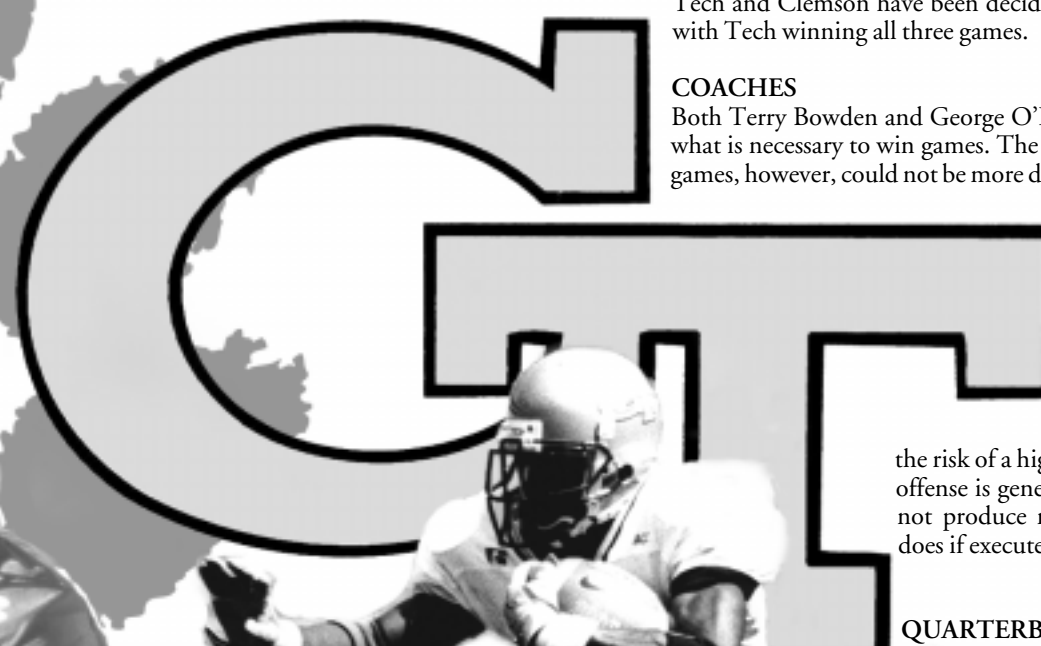 GT
Tech and Clemson have been decid
with Tech winning all three games.
COACHES
Both Terry Bowden and George O'
what is necessary to win games. The
games, however, could not be more d
the risk of a hig
offense is gene
not produce
does if execute
QUARTERB